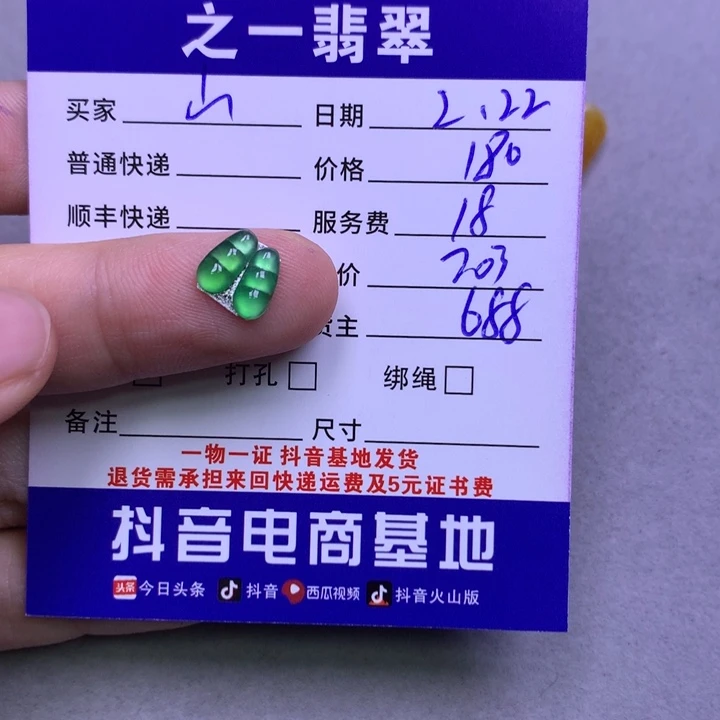 之一翡翠
买家 山 日期 2.22
普通快递 价格 180
顺丰快递 服务费 18
价 203
货主 688
打孔 绑绳
备注 尺寸
一物一证 抖音基地发货
退货需承担来回快递运费及5元证书费
抖音电商基地
头条 今日头条 抖音 西瓜视频 抖音火山版